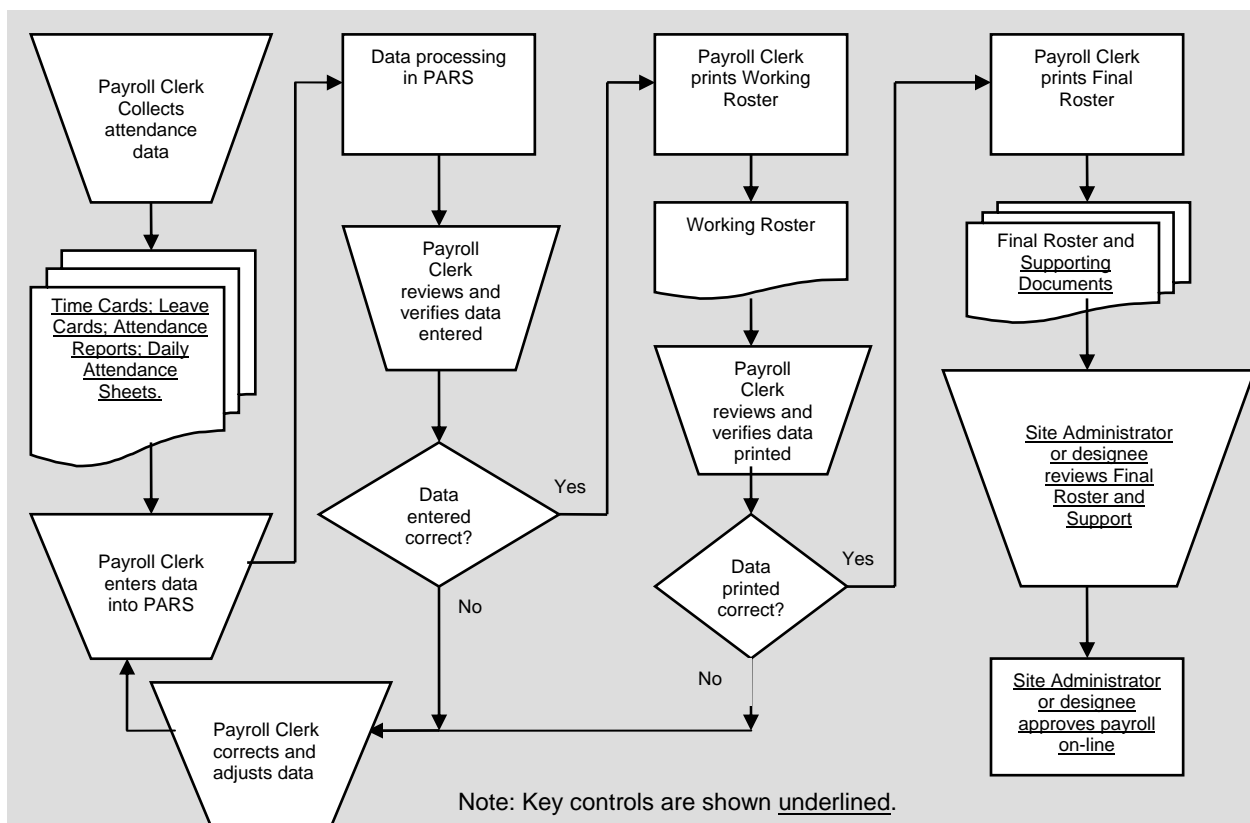 Payroll Clerk
Collects
attendance
data
Time Cards; Leave
Cards; Attendance
Reports; Daily
Attendance
Sheets.
Payroll Clerk
enters data
into PARS
Payroll Clerk
corrects and
adjusts data
Data processing
in PARS
Payroll
Clerk
reviews and
verifies data
entered
Data
entered
correct?
Yes
No
Payroll Clerk
prints Working
Roster
Working Roster
Payroll
Clerk
reviews and
verifies data
printed
Data
printed
correct?
Yes
No
Payroll Clerk
prints Final
Roster
Final Roster and
Supporting
Documents
Site Administrator
or designee
reviews Final
Roster and
Support
Site Administrator
or designee
approves payroll
on-line
Note: Key controls are shown underlined.